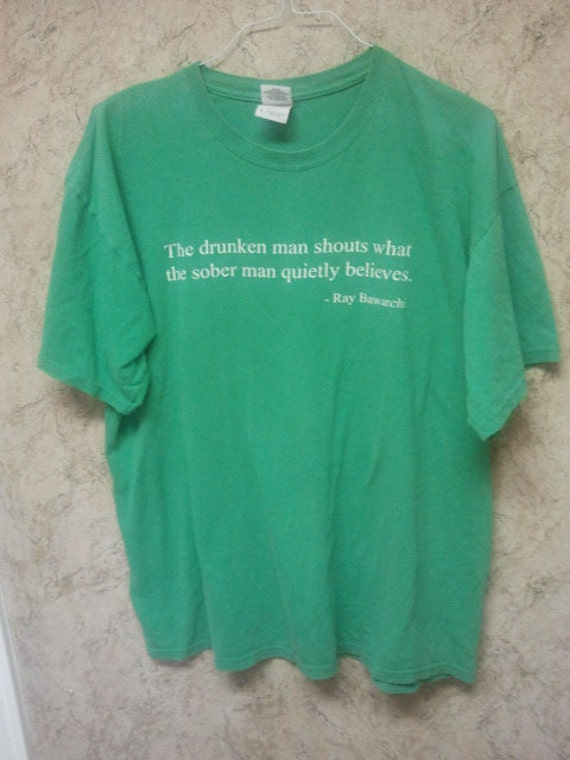 The drunken man shouts what
the sober man quietly believes.
- Ray Bawarchi